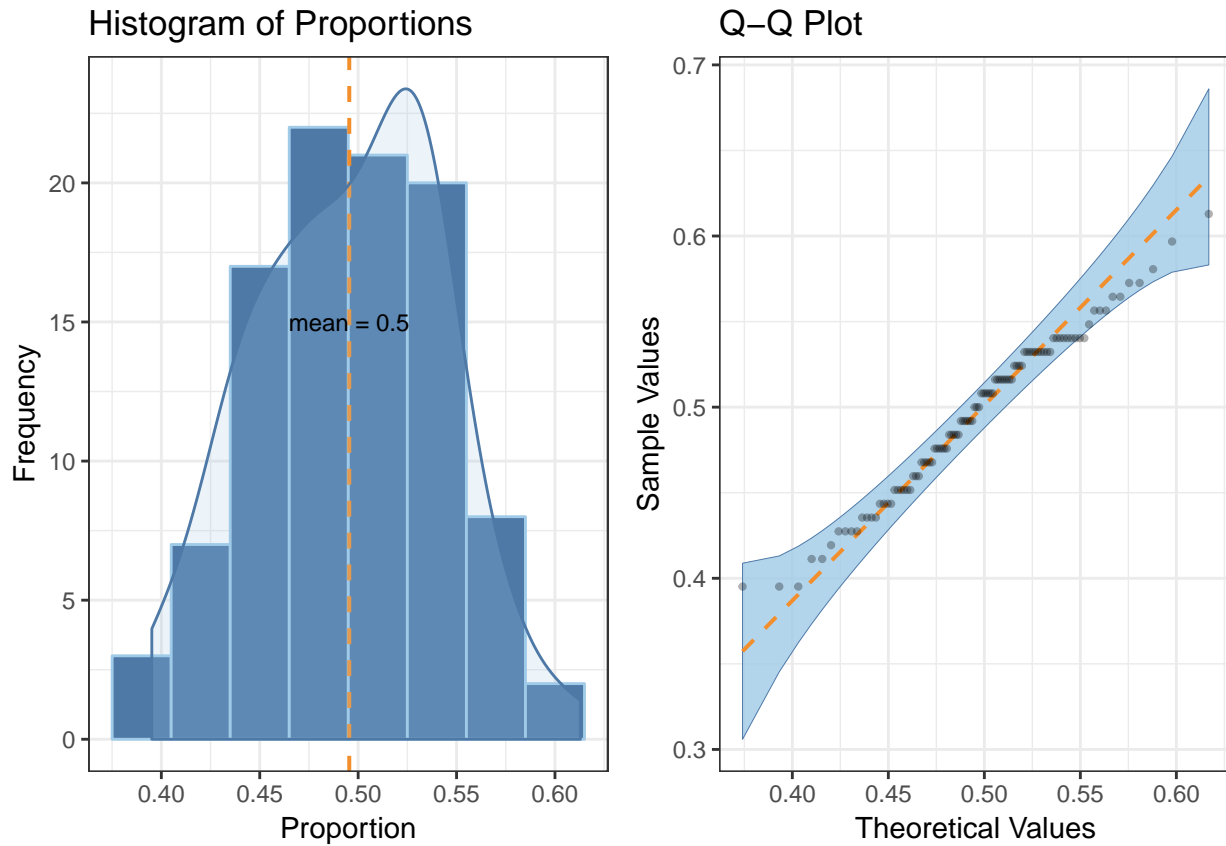 Histogram of Proportions
Frequency
20
15
10
5
0
mean = 0.5
0.40 0.45 0.50 0.55 0.60
Proportion
Q−Q Plot
Sample Values
0.7
0.6
0.5
0.4
0.3
0.40 0.45 0.50 0.55 0.60
Theoretical Values